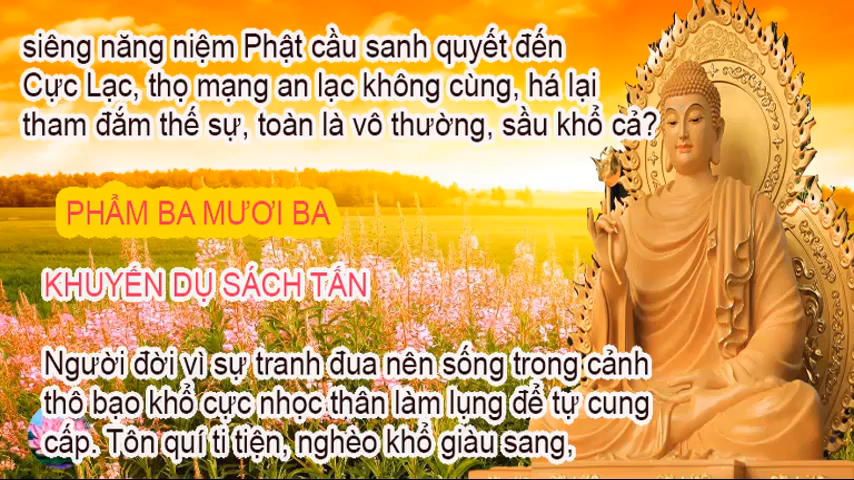 siêng năng niệm Phật cầu sanh quyết đến
Cực Lạc, thọ mạng an lạc không cùng, há lại
tham đắm thế sự, toàn là vô thường, sầu khổ cả?
PHẨM BA MƯƠI BA
KHUYẾN DỤ SÁCH TẤN
Người đời vì sự tranh đua nên sống trong cảnh
thô bạo khổ cực nhọc thân làm lụng để tự cung
cấp. Tôn quí ti tiện, nghèo khổ giàu sang,